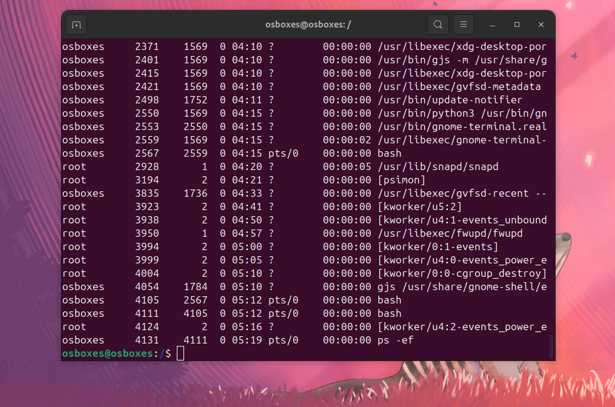 osboxes@osboxes: /
osboxes 2371 1569 0 04:10 ? 00:00:00 /usr/libexec/xdg-desktop-por
osboxes 2401 1569 0 04:10 ? 00:00:00 /usr/bin/gjs -m /usr/share/g
osboxes 2415 1569 0 04:10 ? 00:00:00 /usr/libexec/xdg-desktop-por
osboxes 2421 1569 0 04:10 ? 00:00:00 /usr/libexec/gvfsd-metadata
osboxes 2498 1752 0 04:11 ? 00:00:00 /usr/bin/update-notifier
osboxes 2550 1569 0 04:15 ? 00:00:00 /usr/bin/python3 /usr/bin/gn
osboxes 2553 2550 0 04:15 ? 00:00:00 /usr/bin/gnome-terminal.real
osboxes 2559 1569 0 04:15 ? 00:00:02 /usr/libexec/gnome-terminal-
osboxes 2567 2559 0 04:15 pts/0 00:00:00 bash
root 2928 1 0 04:20 ? 00:00:05 /usr/lib/snapd/snapd
root 3194 2 0 04:21 ? 00:00:00 [psimon]
osboxes 3835 1736 0 04:33 ? 00:00:00 /usr/libexec/gvfsd-recent --
root 3923 2 0 04:41 ? 00:00:00 [kworker/u5:2]
root 3938 2 0 04:50 ? 00:00:00 [kworker/u4:1-events_unbound
root 3950 1 0 04:57 ? 00:00:00 /usr/libexec/fwupd/fwupd
root 3994 2 0 05:00 ? 00:00:00 [kworker/0:1-events]
root 3999 2 0 05:05 ? 00:00:00 [kworker/u4:0-events_power_e
root 4004 2 0 05:10 ? 00:00:00 [kworker/0:0-cgroup_destroy]
osboxes 4054 1784 0 05:10 ? 00:00:00 gjs /usr/share/gnome-shell/e
osboxes 4105 2567 0 05:12 pts/0 00:00:00 bash
osboxes 4111 4105 0 05:12 pts/0 00:00:00 bash
root 4124 2 0 05:16 ? 00:00:00 [kworker/u4:2-events_power_e
osboxes 4131 4111 0 05:19 pts/0 00:00:00 ps -ef
osboxes@osboxes:/$